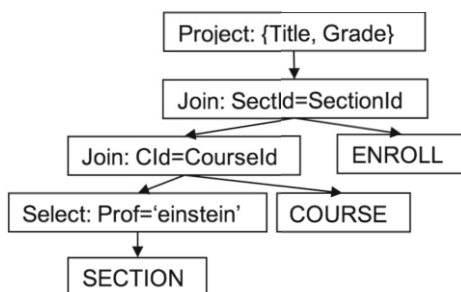 Project: {Title, Grade}
Join: SectId=SectionId
Join: CId=CourseId
ENROLL
Select: Prof=‘einstein’
COURSE
SECTION